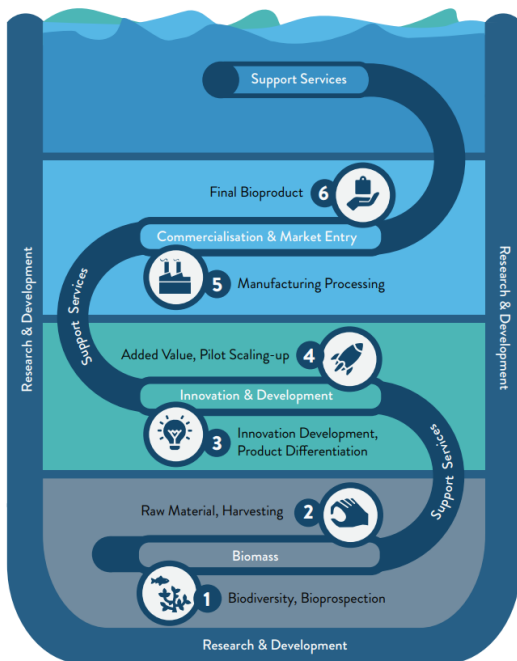 Support Services
6
Final Bioproduct
Commercialisation & Market Entry
5
Manufacturing Processing
Support Services
Research & Development
Research & Development
Added Value, Pilot Scaling-up
4
Innovation & Development
3
Innovation Development,
Product Differentiation
Support Services
Raw Material, Harvesting
2
Biomass
1
Biodiversity, Bioprospection
Research & Development